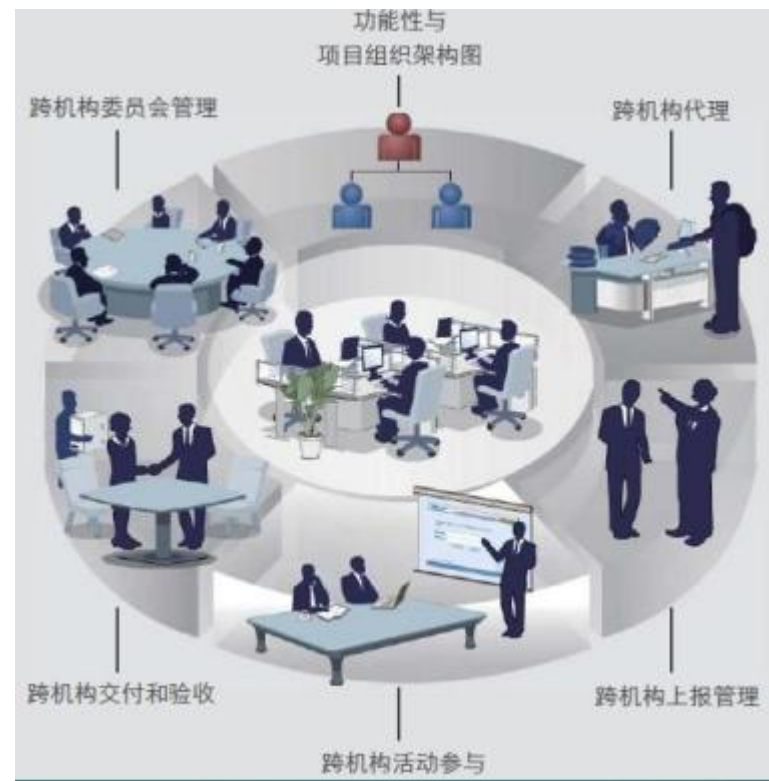 功能性与
项目组织架构图
跨机构委员会管理
跨机构代理
跨机构交付和验收
跨机构上报管理
跨机构活动参与